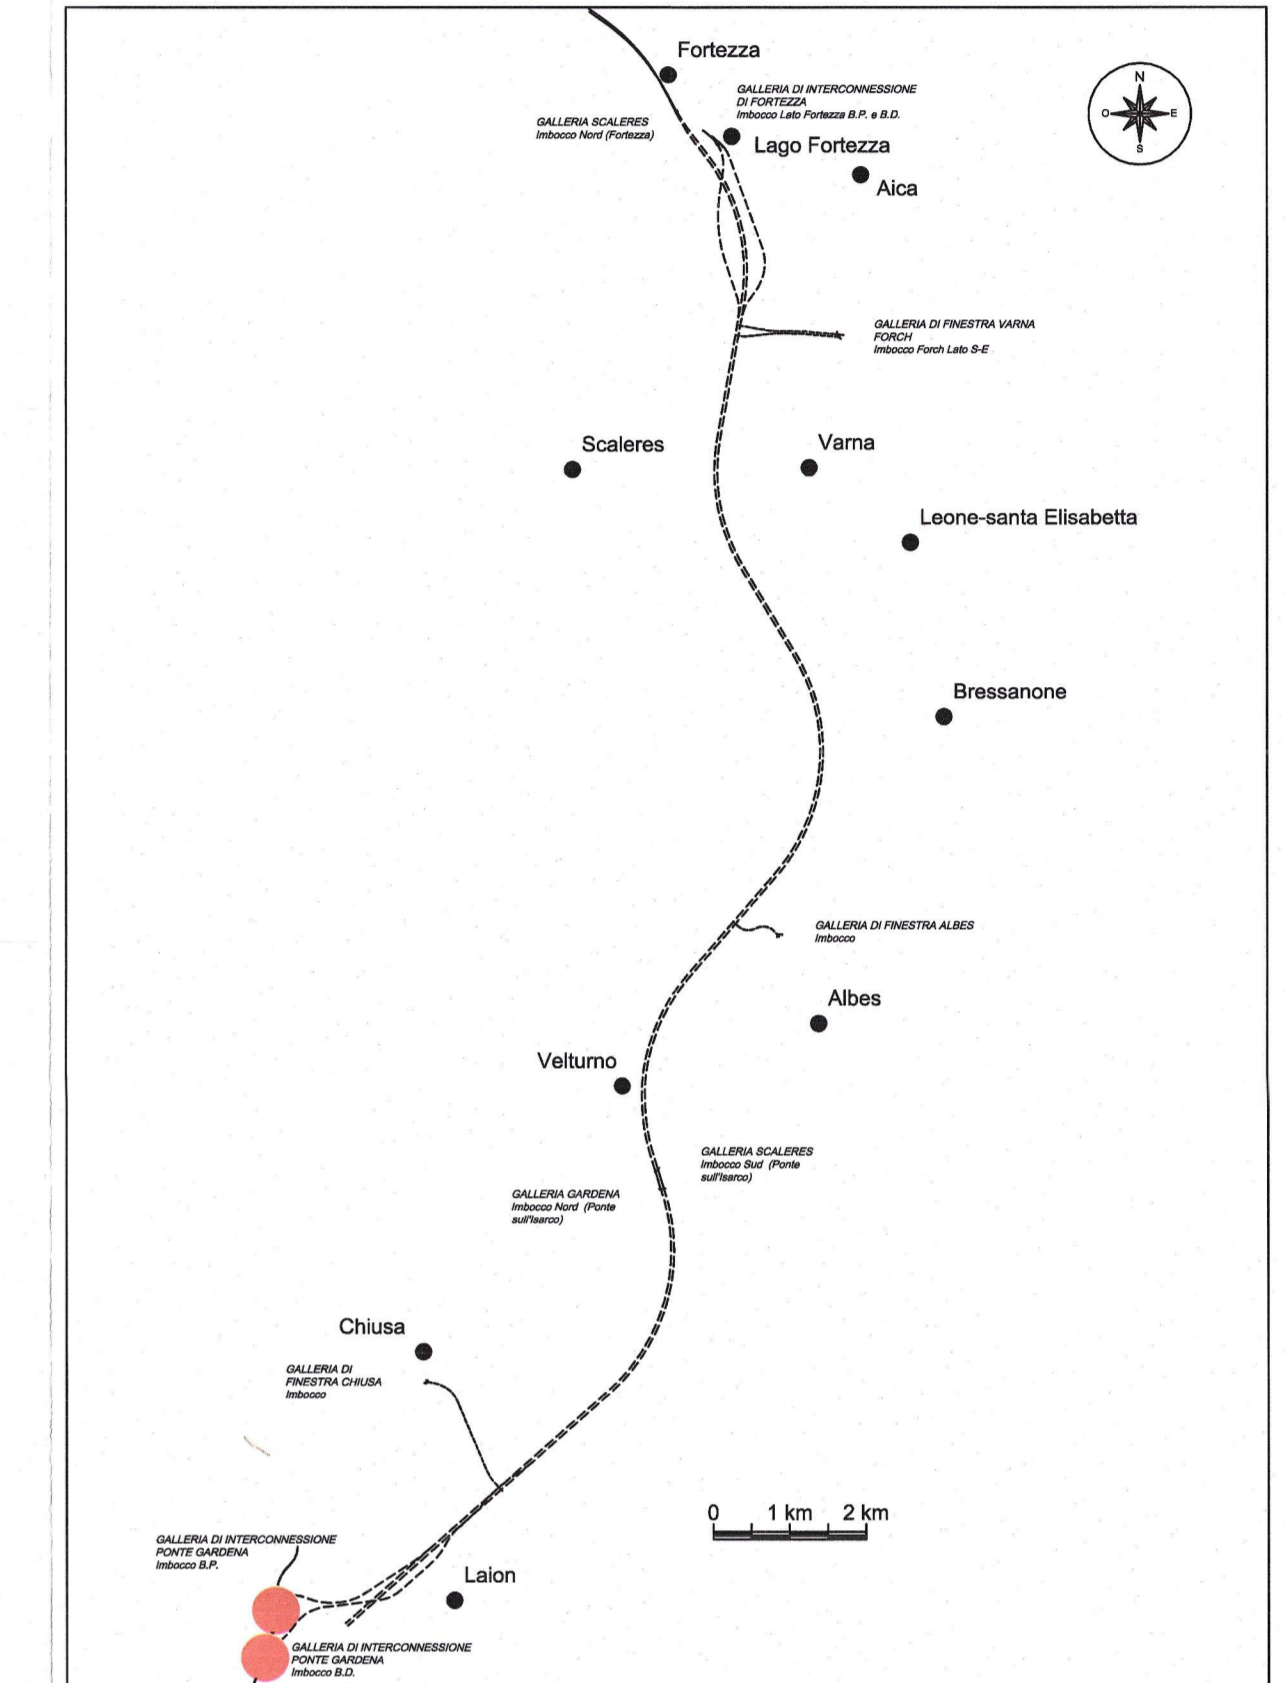 Fortezza
N
O
E
S
GALLERIA DI INTERCONNESSIONE
DI FORTEZZA
Imbocco Lato Fortezza B.P. e B.D.
GALLERIA SCALERES
Imbocco Nord (Fortezza)
Lago Fortezza
Aica
GALLERIA DI FINESTRA VARNA
FORCH
Imbocco Forch Lato S-E
Scaleres
Varna
Leone-santa Elisabetta
Bressanone
GALLERIA DI FINESTRA ALBES
Imbocco
Albes
Velturno
GALLERIA SCALERES
Imbocco Sud (Ponte
sull'Isarco)
GALLERIA GARDENA
Imbocco Nord (Ponte
sull'Isarco)
Chiusa
GALLERIA DI
FINESTRA CHIUSA
Imbocco
0 1 km 2 km
GALLERIA DI INTERCONNESSIONE
PONTE GARDENA
Imbocco B.P.
Laion
GALLERIA DI INTERCONNESSIONE
PONTE GARDENA
Imbocco B.D.